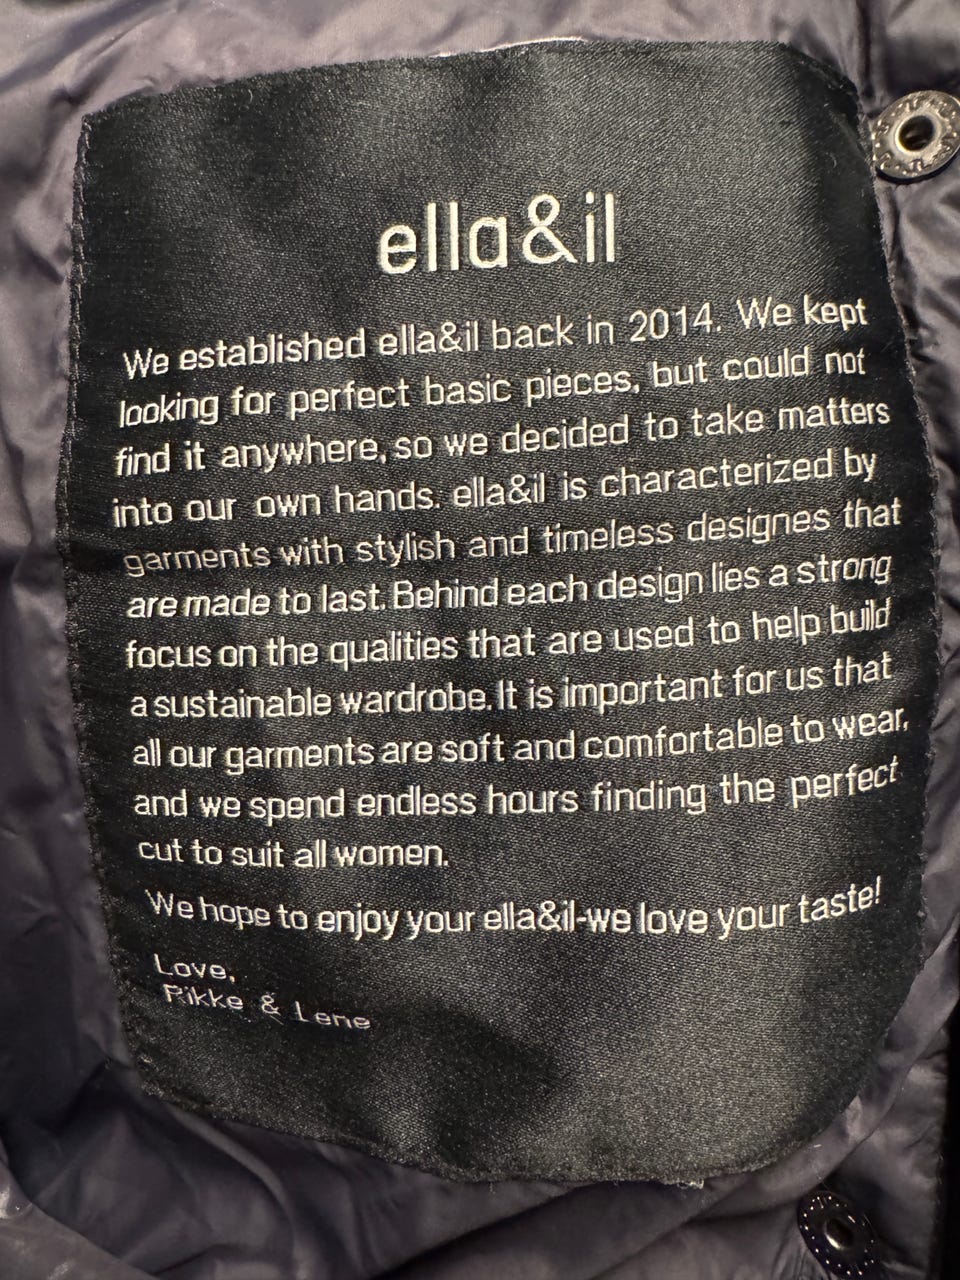 ella&il
We established ella&il back in 2014. We kept
looking for perfect basic pieces, but could not
find it anywhere, so we decided to take matters
into our own hands. ella&il is characterized by
garments with stylish and timeless designes that
are made to last. Behind each design lies a strong
focus on the qualities that are used to help build
a sustainable wardrobe. It is important for us that
all our garments are soft and comfortable to wear,
and we spend endless hours finding the perfect
cut to suit all women.
We hope to enjoy your ella&il-we love your taste!
Love,
Rikke & Lene